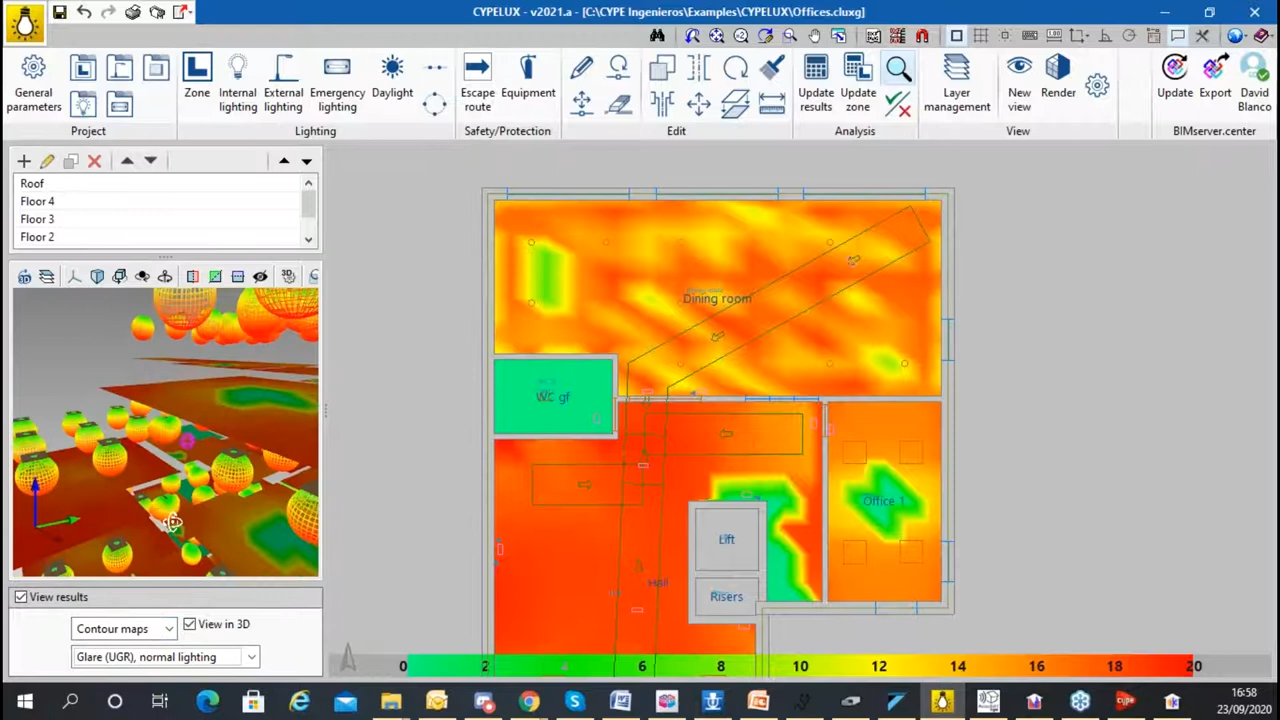 CYPELUX - v2021.a - [C:\CYPE Ingenieros\Examples\CYPELUX\Offices.cluxg]
General parameters
Zone
Internal lighting
External lighting
Emergency lighting
Daylight
Escape route
Equipment
Update results
Update zone
Layer management
New view
Render
Update
Export
David Blanco
Project
Lighting
Safety/Protection
Edit
Analysis
View
BIMserver.center
Roof
Floor 4
Floor 3
Floor 2
Dining room
WC gf
Office 1
Lift
Hall
Risers
View results
Contour maps
View in 3D
Glare (UGR), normal lighting
0 2 4 6 8 10 12 14 16 18 20
16:58
23/09/2020